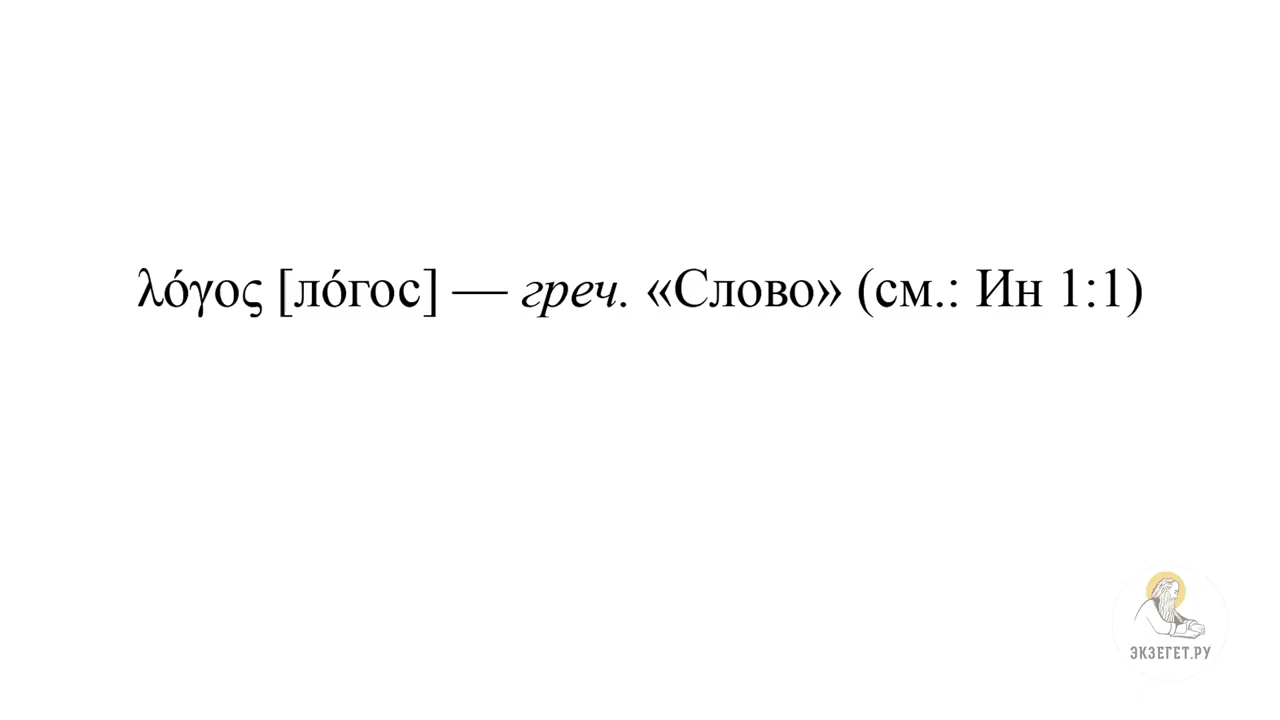 λόγος [ло́гос] — греч. «Слово» (см.: Ин 1:1)
ЭКЗЕГЕТ.РУ